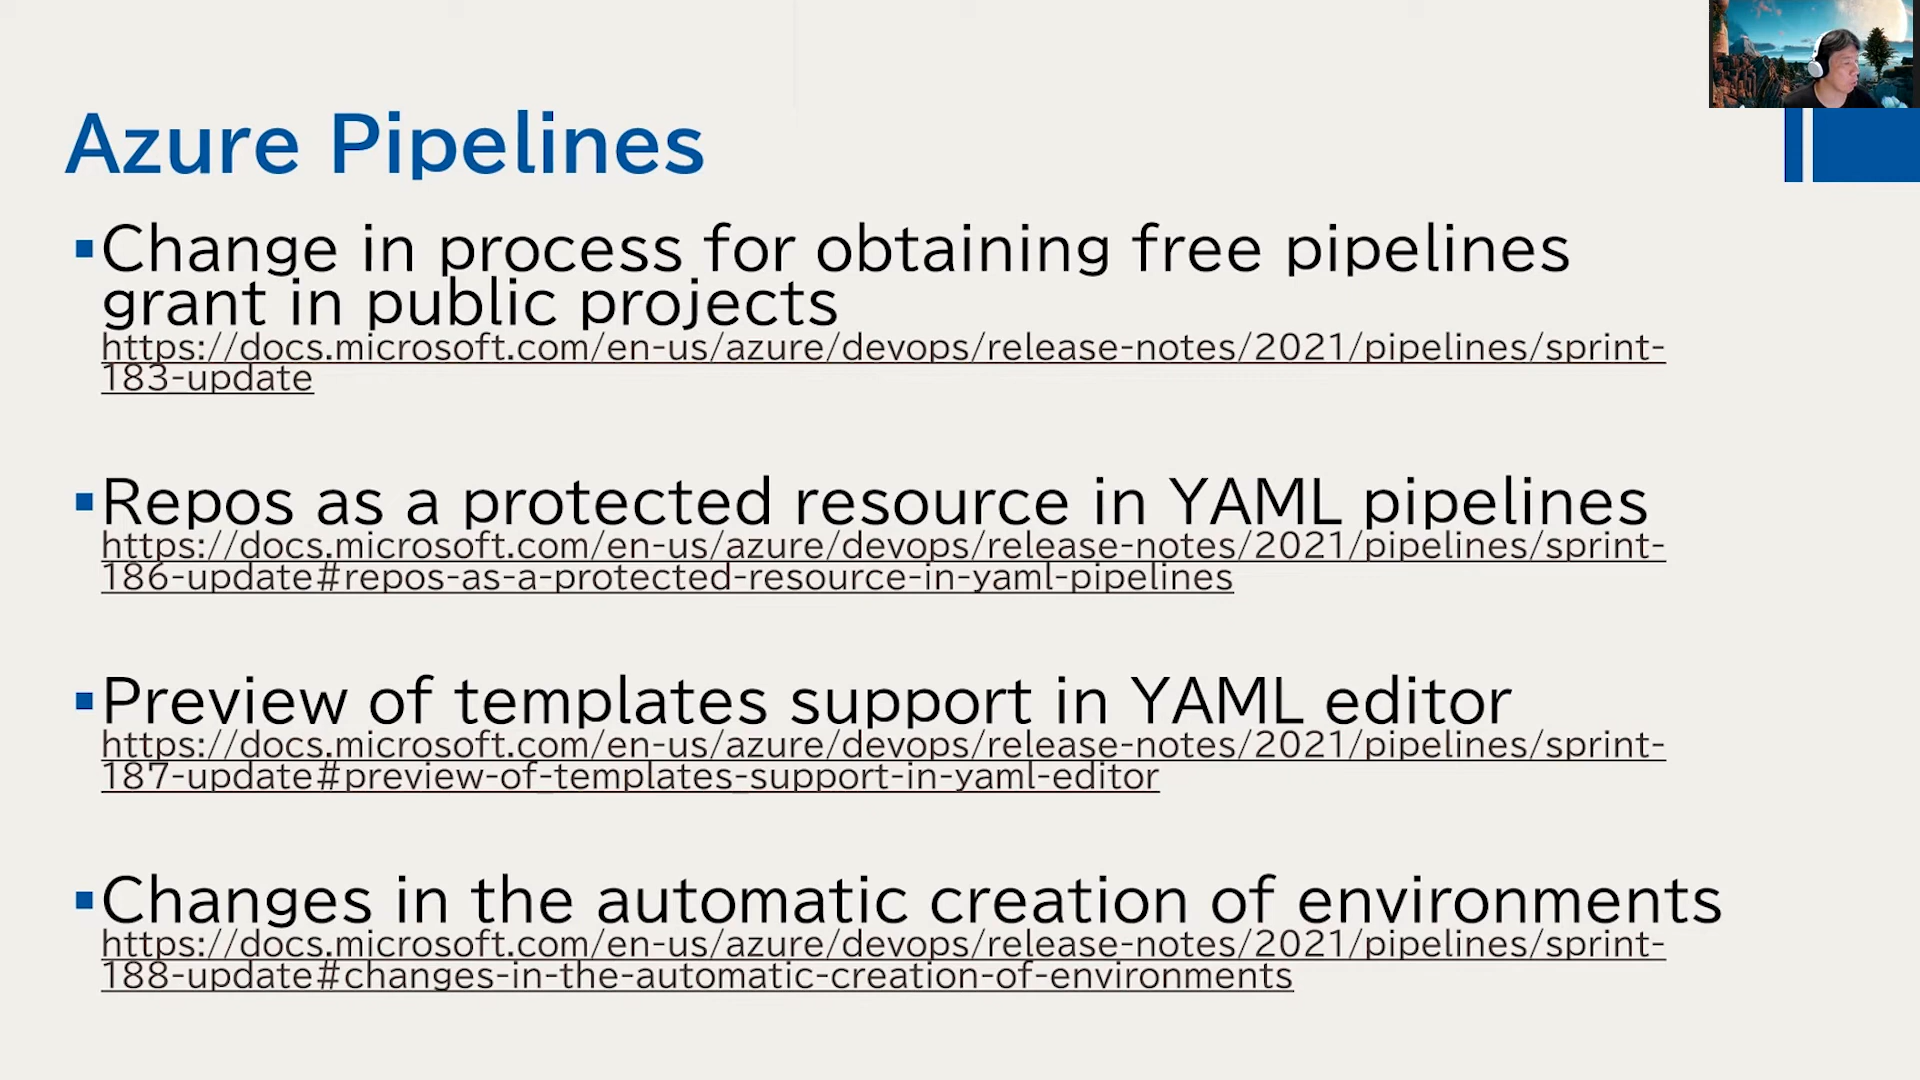 Azure Pipelines
▪Change in process for obtaining free pipelines
grant in public projects
https://docs.microsoft.com/en-us/azure/devops/release-notes/2021/pipelines/sprint-
183-update
▪Repos as a protected resource in YAML pipelines
https://docs.microsoft.com/en-us/azure/devops/release-notes/2021/pipelines/sprint-
186-update#repos-as-a-protected-resource-in-yaml-pipelines
▪Preview of templates support in YAML editor
https://docs.microsoft.com/en-us/azure/devops/release-notes/2021/pipelines/sprint-
187-update#preview-of-templates-support-in-yaml-editor
▪Changes in the automatic creation of environments
https://docs.microsoft.com/en-us/azure/devops/release-notes/2021/pipelines/sprint-
188-update#changes-in-the-automatic-creation-of-environments